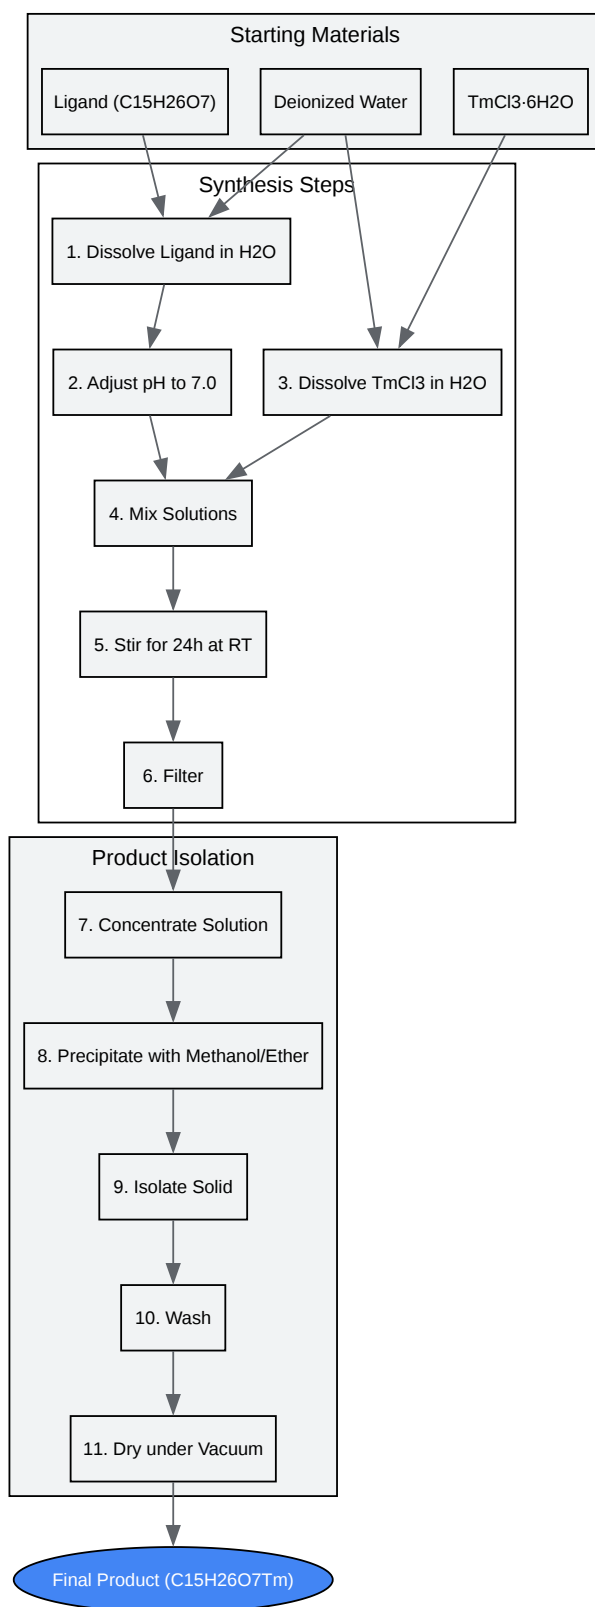 Starting Materials
Ligand (C15H26O7)
Deionized Water
TmCl3·6H2O
Synthesis Steps
1. Dissolve Ligand in H2O
2. Adjust pH to 7.0
3. Dissolve TmCl3 in H2O
4. Mix Solutions
5. Stir for 24h at RT
6. Filter
Product Isolation
7. Concentrate Solution
8. Precipitate with Methanol/Ether
9. Isolate Solid
10. Wash
11. Dry under Vacuum
Final Product (C15H26O7Tm)